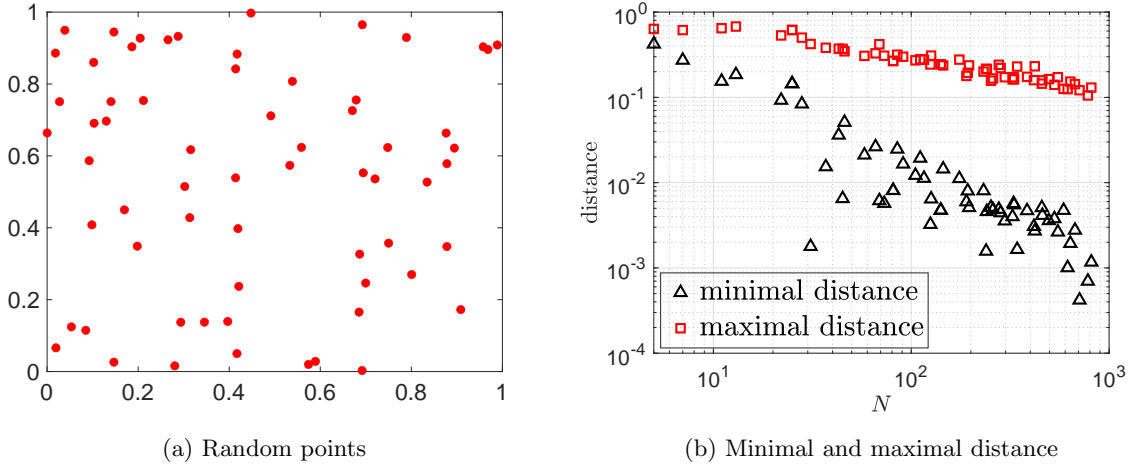 1
0.8
0.6
0.4
0.2
0
0 0.2 0.4 0.6 0.8 1
(a) Random points
10^0
10^-1
10^-2
10^-3
10^-4
distance
minimal distance
maximal distance
10^1 10^2 10^3
N
(b) Minimal and maximal distance